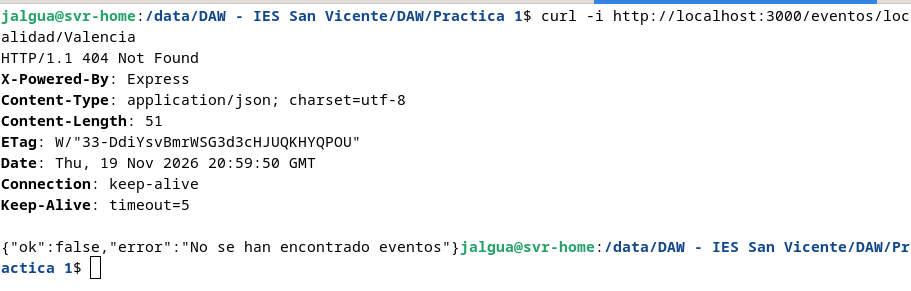 jalgua@svr-home:/data/DAW - IES San Vicente/DAW/Practica 1$ curl -i http://localhost:3000/eventos/loc
alidad/Valencia
HTTP/1.1 404 Not Found
X-Powered-By: Express
Content-Type: application/json; charset=utf-8
Content-Length: 51
ETag: W/"33-DdiYsvBmrWSG3d3cHJUQKHYQPOU"
Date: Thu, 19 Nov 2026 20:59:50 GMT
Connection: keep-alive
Keep-Alive: timeout=5

{"ok":false,"error":"No se han encontrado eventos"}jalgua@svr-home:/data/DAW - IES San Vicente/DAW/Pr
actica 1$